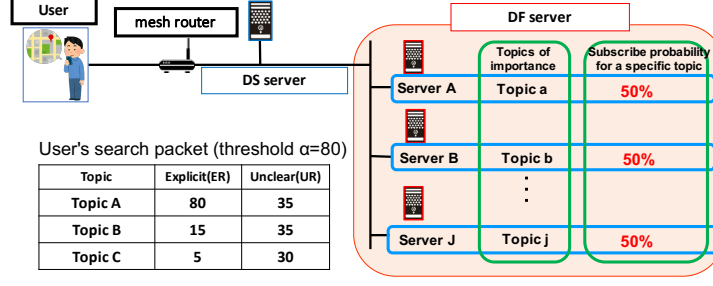 User
mesh router
DS server
DF server
Topics of
importance
Subscribe probability
for a specific topic
Server A Topic a 50%
Server B Topic b 50%
Server J Topic j 50%
User's search packet (threshold α=80)
Topic Explicit(ER) Unclear(UR)
Topic A 80 35
Topic B 15 35
Topic C 5 30